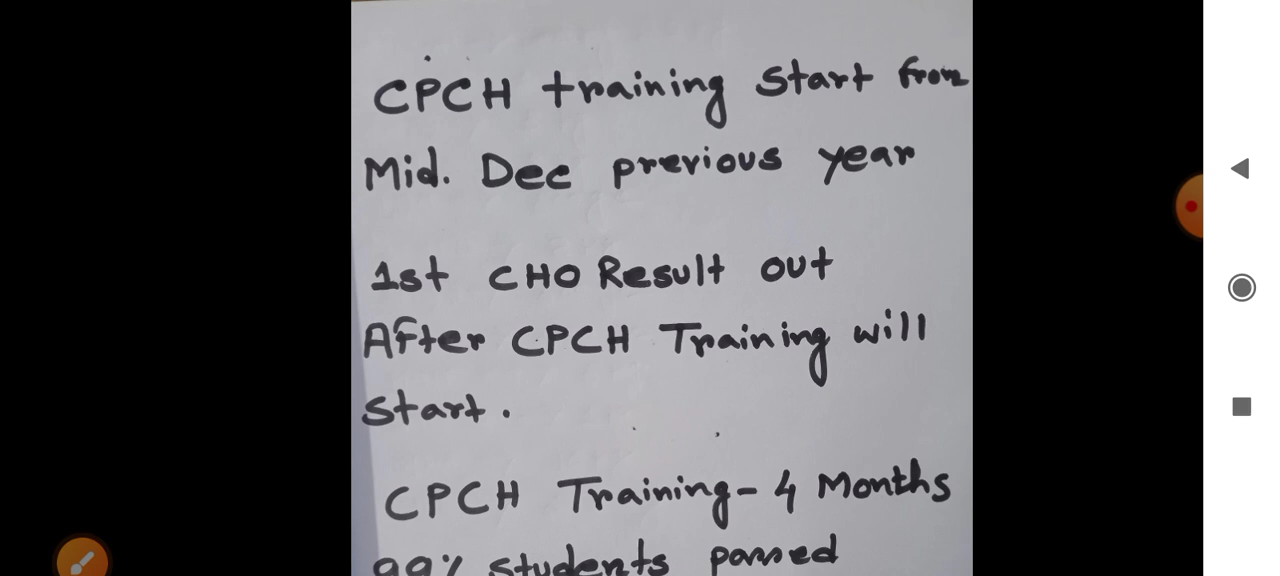 CPCH training Start from
Mid. Dec previous year
1st CHO Result out
After CPCH Training will
Start.
CPCH Training - 4 Months
99% students passed